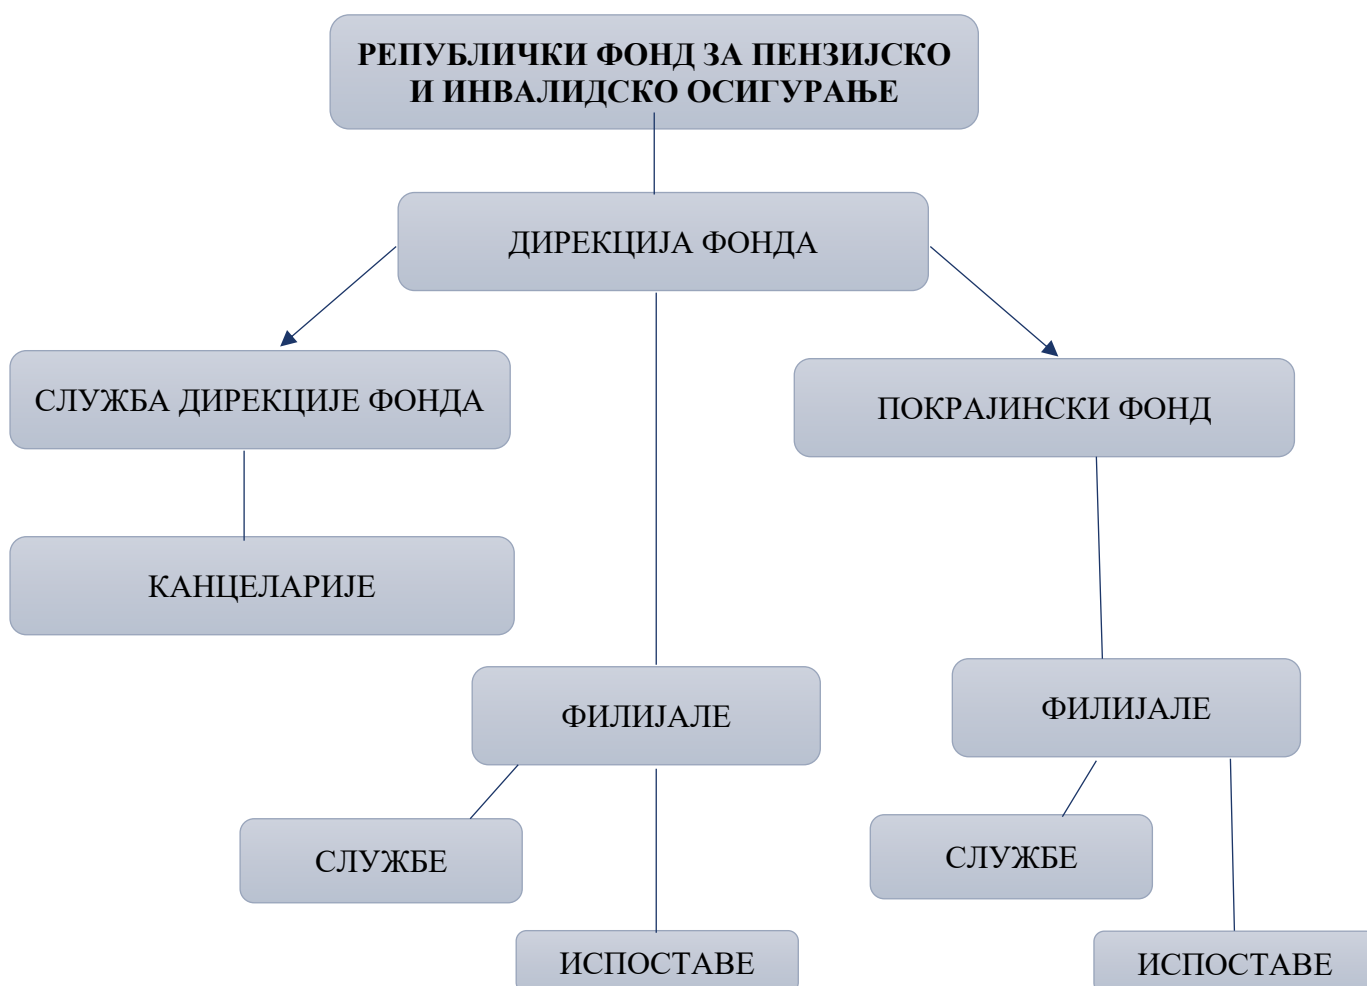 РЕПУБЛИЧКИ ФОНД ЗА ПЕНЗИЈСКО
И ИНВАЛИДСКО ОСИГУРАЊЕ
ДИРЕКЦИЈА ФОНДА
СЛУЖБА ДИРЕКЦИЈЕ ФОНДА
ПОКРАЈИНСКИ ФОНД
КАНЦЕЛАРИЈЕ
ФИЛИЈАЛЕ
ФИЛИЈАЛЕ
СЛУЖБЕ
СЛУЖБЕ
ИСПОСТАВЕ
ИСПОСТАВЕ